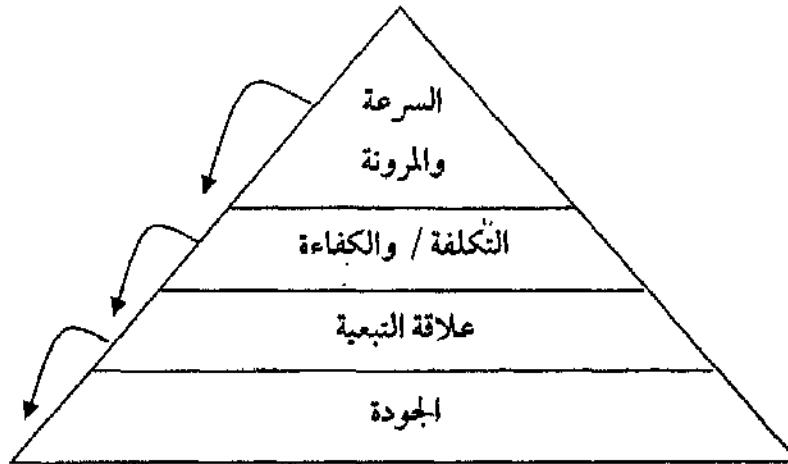 السرعة
والمرونة
التكلفة / والكفاءة
علاقة التبعية
الجودة